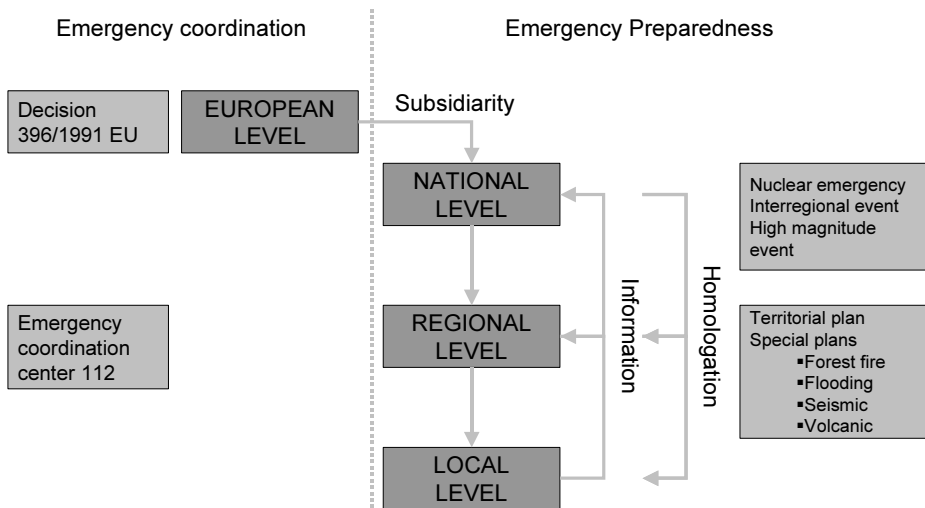 Emergency coordination
Emergency Preparedness
Decision
396/1991 EU
EUROPEAN
LEVEL
Subsidiarity
NATIONAL
LEVEL
Nuclear emergency
Interregional event
High magnitude
event
Information
Homologation
Emergency
coordination
center 112
REGIONAL
LEVEL
Territorial plan
Special plans
▪Forest fire
▪Flooding
▪Seismic
▪Volcanic
LOCAL
LEVEL